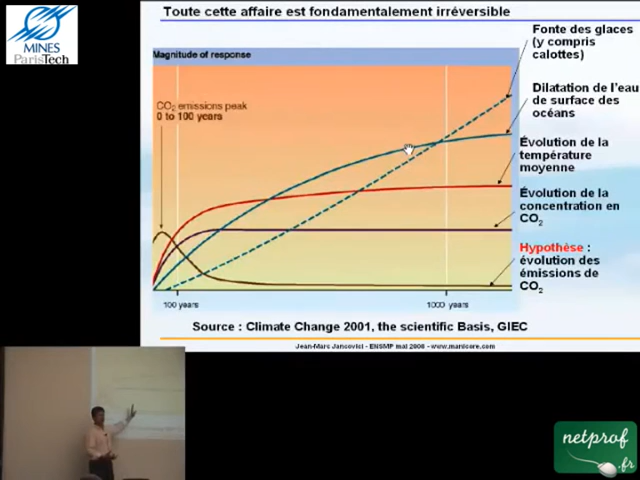 Toute cette affaire est fondamentalement irréversible
MINES
ParisTech
Magnitude of response
CO2 emissions peak
0 to 100 years
Fonte des glaces
(y compris
calottes)
Dilatation de l'eau
de surface des
océans
Évolution de la
température
moyenne
Évolution de la
concentration en
CO2
Hypothèse :
évolution des
émissions de
CO2
100 years
1000 years
Source : Climate Change 2001, the scientific Basis, GIEC
Jean-Marc Jancovici - ENSMP mai 2008 - www.manicore.com
netprof
.fr